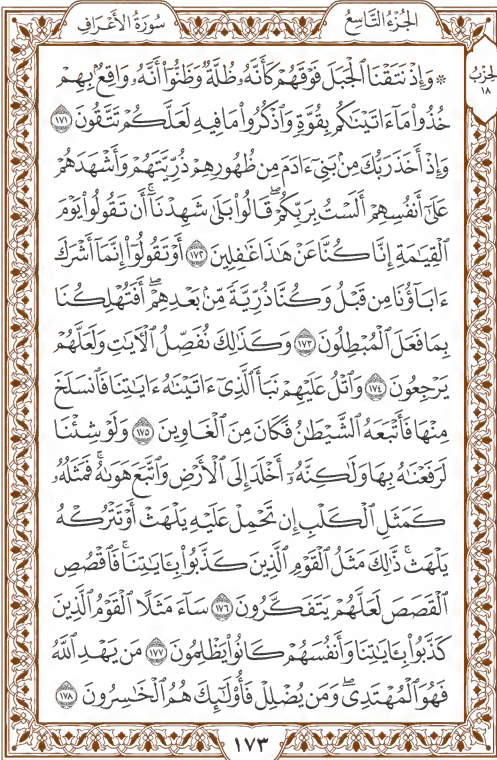 الجُزْءُ التَّاسِعُ
سُورَةُ الأَعْرَافِ
الحِزْبُ
١٨
۞ وَإِذْ نَتَقْنَا ٱلْجَبَلَ فَوْقَهُمْ كَأَنَّهُۥ ظُلَّةٌ وَظَنُّوٓا۟ أَنَّهُۥ وَاقِعٌۢ بِهِمْ
خُذُوا۟ مَآ ءَاتَيْنَٰكُم بِقُوَّةٍ وَٱذْكُرُوا۟ مَا فِيهِ لَعَلَّكُمْ تَتَّقُونَ ١٧١
وَإِذْ أَخَذَ رَبُّكَ مِنۢ بَنِىٓ ءَادَمَ مِن ظُهُورِهِمْ ذُرِّيَّتَهُمْ وَأَشْهَدَهُمْ
عَلَىٰٓ أَنفُسِهِمْ أَلَسْتُ بِرَبِّكُمْ ۖ قَالُوا۟ بَلَىٰ شَهِدْنَآ ۛ أَن تَقُولُوا۟ يَوْمَ
ٱلْقِيَٰمَةِ إِنَّا كُنَّا عَنْ هَٰذَا غَٰفِلِينَ ١٧٢ أَوْ تَقُولُوٓا۟ إِنَّمَآ أَشْرَكَ
ءَابَآؤُنَا مِن قَبْلُ وَكُنَّا ذُرِّيَّةً مِّنۢ بَعْدِهِمْ ۖ أَفَتُهْلِكُنَا
بِمَا فَعَلَ ٱلْمُبْطِلُونَ ١٧٣ وَكَذَٰلِكَ نُفَصِّلُ ٱلْءَايَٰتِ وَلَعَلَّهُمْ
يَرْجِعُونَ ١٧٤ وَٱتْلُ عَلَيْهِمْ نَبَأَ ٱلَّذِىٓ ءَاتَيْنَٰهُ ءَايَٰتِنَا فَٱنسَلَخَ
مِنْهَا فَأَتْبَعَهُ ٱلشَّيْطَٰنُ فَكَانَ مِنَ ٱلْغَاوِينَ ١٧٥ وَلَوْ شِئْنَا
لَرَفَعْنَٰهُ بِهَا وَلَٰكِنَّهُۥٓ أَخْلَدَ إِلَى ٱلْأَرْضِ وَٱتَّبَعَ هَوَىٰهُ ۚ فَمَثَلُهُۥ
كَمَثَلِ ٱلْكَلْبِ إِن تَحْمِلْ عَلَيْهِ يَلْهَثْ أَوْ تَتْرُكْهُ
يَلْهَث ۚ ذَّٰلِكَ مَثَلُ ٱلْقَوْمِ ٱلَّذِينَ كَذَّبُوا۟ بِـَٔايَٰتِنَا ۚ فَٱقْصُصِ
ٱلْقَصَصَ لَعَلَّهُمْ يَتَفَكَّرُونَ ١٧٦ سَآءَ مَثَلًا ٱلْقَوْمُ ٱلَّذِينَ
كَذَّبُوا۟ بِـَٔايَٰتِنَا وَأَنفُسَهُمْ كَانُوا۟ يَظْلِمُونَ ١٧٧ مَن يَهْدِ ٱللَّهُ
فَهُوَ ٱلْمُهْتَدِى ۖ وَمَن يُضْلِلْ فَأُو۟لَٰٓئِكَ هُمُ ٱلْخَٰسِرُونَ ١٧٨
١٧٣